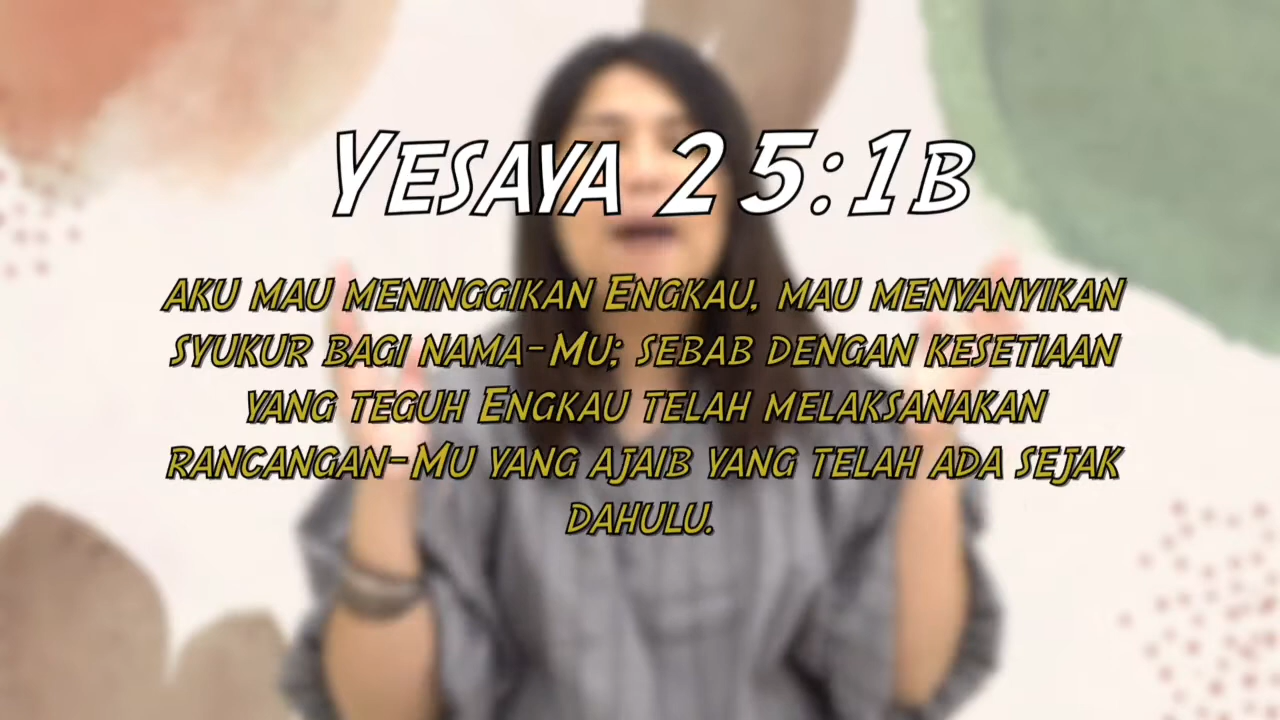 Yesaya 25:1b
aku mau meninggikan Engkau, mau menyanyikan
syukur bagi nama-Mu; sebab dengan kesetiaan
yang teguh Engkau telah melaksanakan
rancangan-Mu yang ajaib yang telah ada sejak
dahulu.